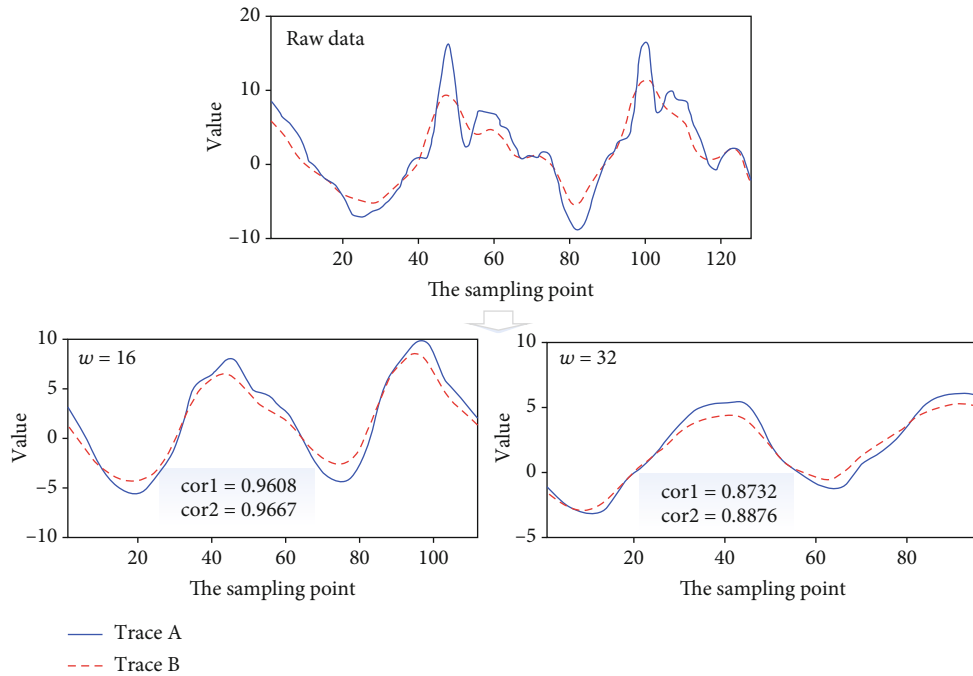 Raw data
20
10
0
−10
Value
20
40
60
80
100
120
The sampling point
w = 16
10
5
0
−5
−10
Value
cor1 = 0.9608
cor2 = 0.9667
20
40
60
80
100
The sampling point
w = 32
10
5
0
−5
Value
cor1 = 0.8732
cor2 = 0.8876
20
40
60
80
The sampling point
Trace A
Trace B